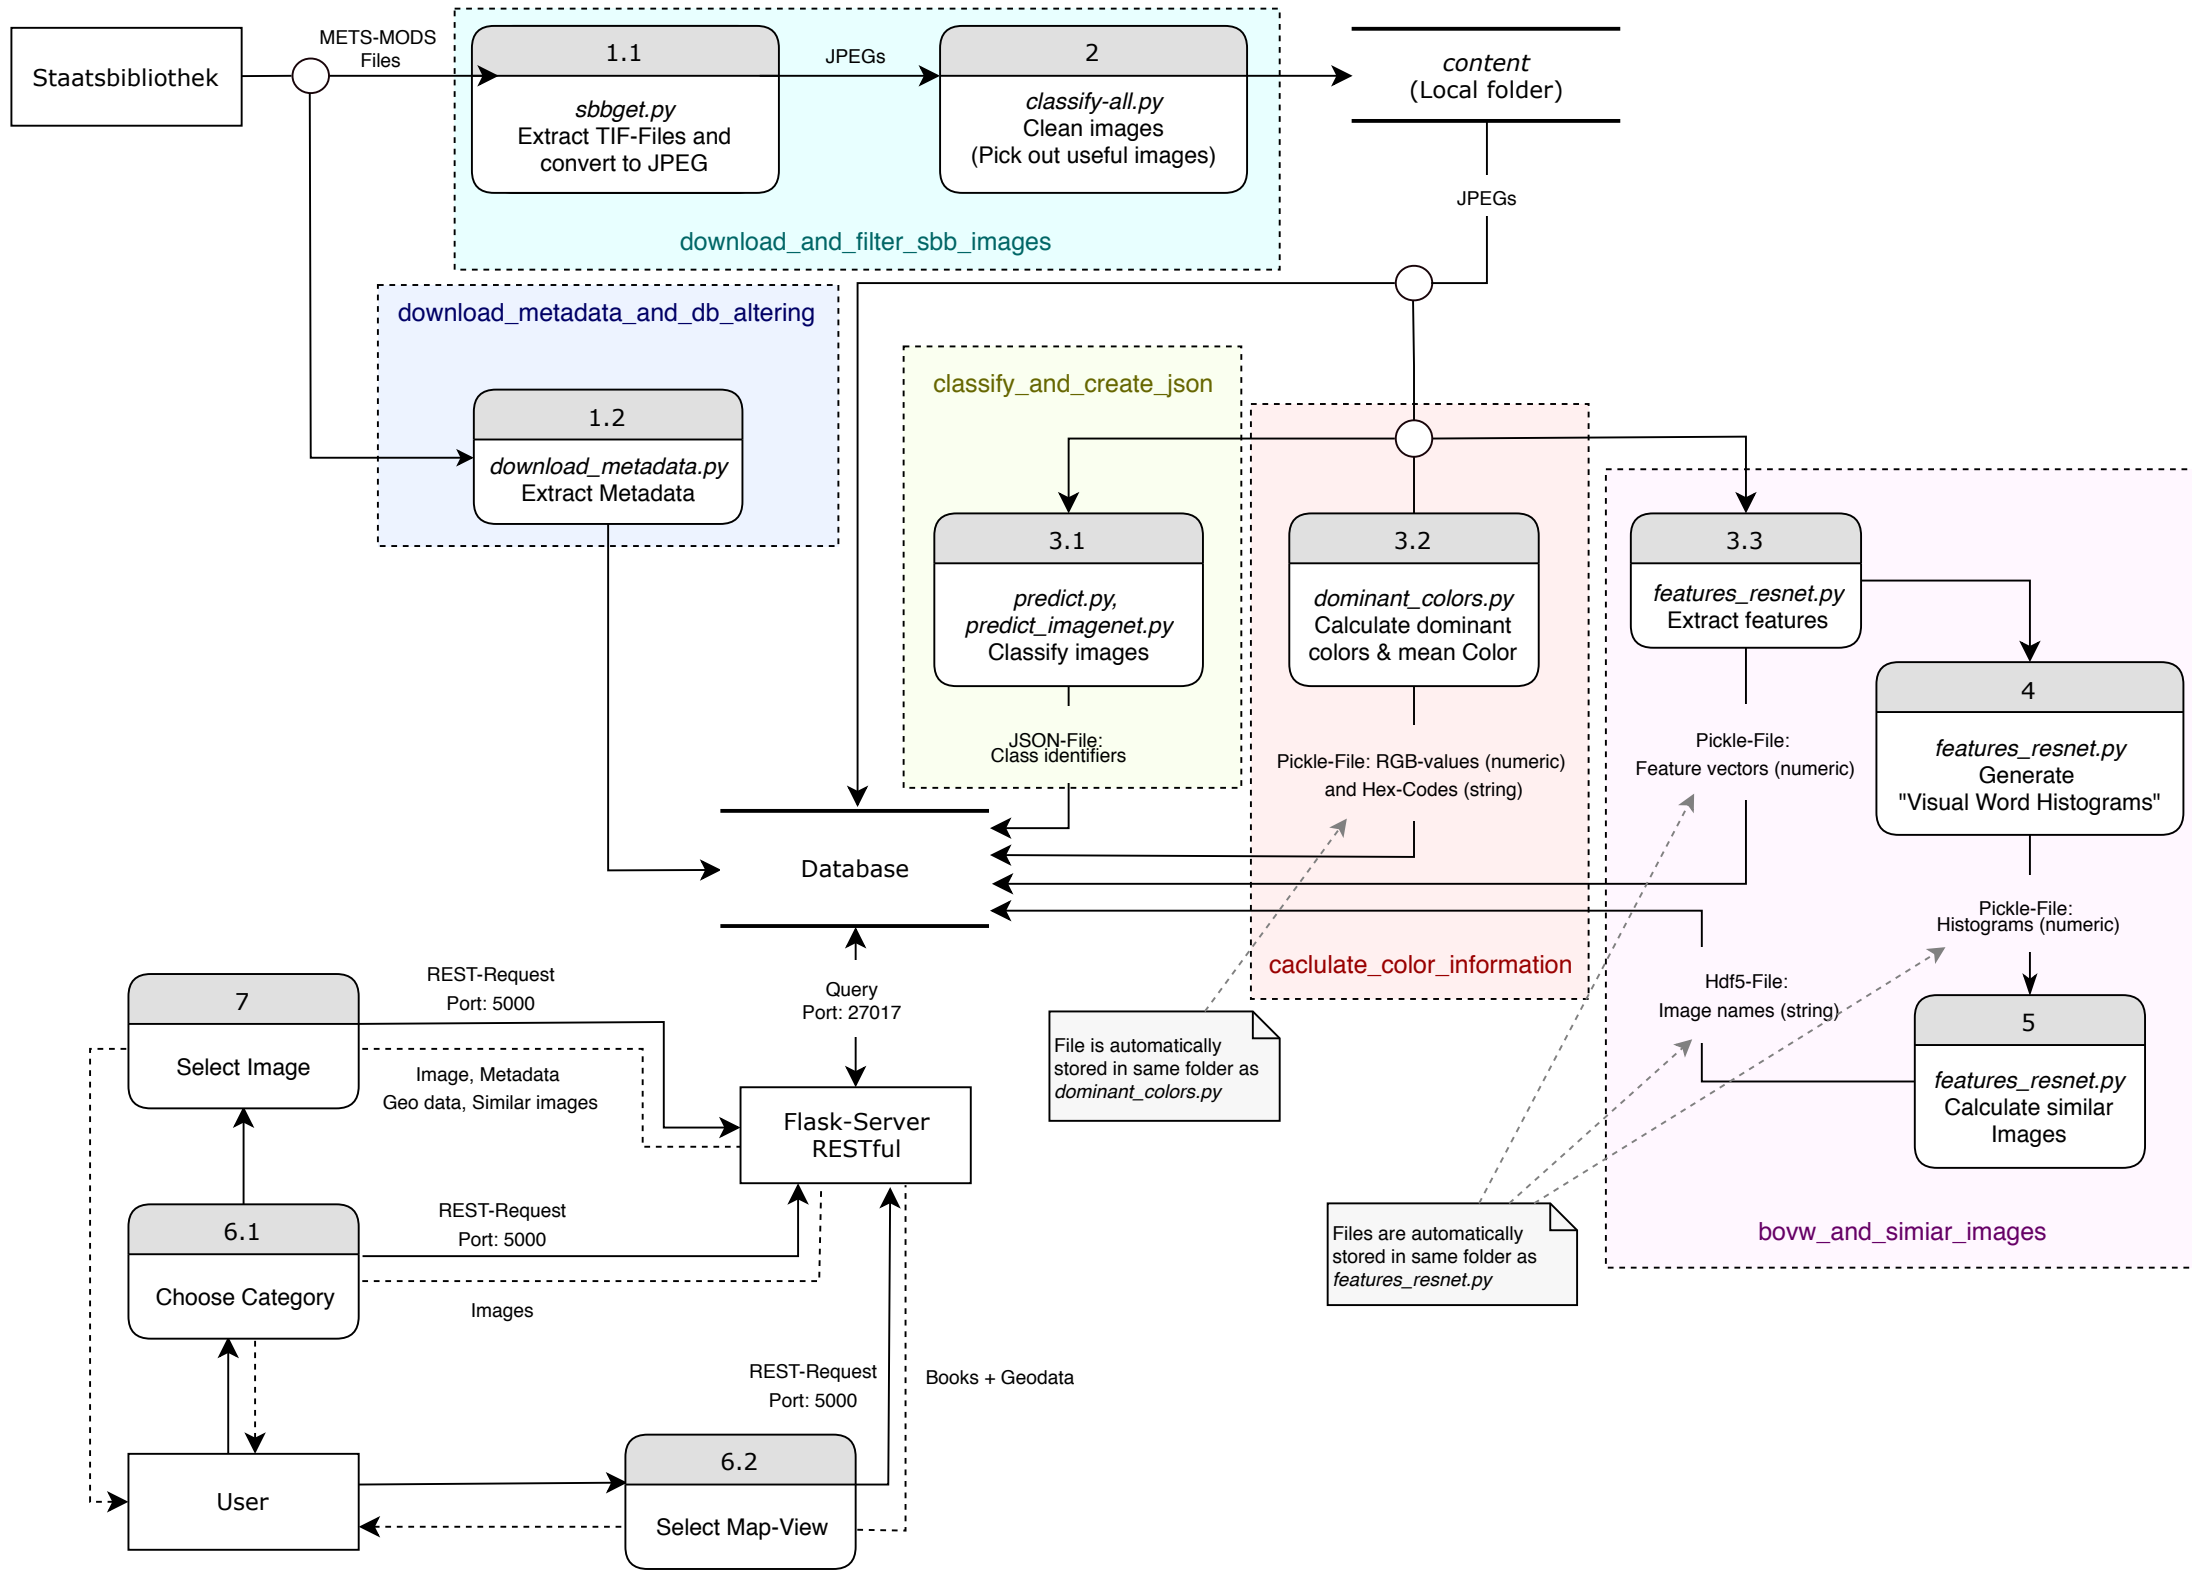 Staatsbibliothek
METS-MODS
Files
1.1
sbbget.py
Extract TIF-Files and
convert to JPEG
JPEGs
2
classify-all.py
Clean images
(Pick out useful images)
download_and_filter_sbb_images
content
(Local folder)
JPEGs
download_metadata_and_db_altering
1.2
download_metadata.py
Extract Metadata
classify_and_create_json
3.1
predict.py,
predict_imagenet.py
Classify images
JSON-File:
Class identifiers
3.2
dominant_colors.py
Calculate dominant
colors & mean Color
Pickle-File: RGB-values (numeric)
and Hex-Codes (string)
caclulate_color_information
3.3
features_resnet.py
Extract features
Pickle-File:
Feature vectors (numeric)
4
features_resnet.py
Generate
"Visual Word Histograms"
Pickle-File:
Histograms (numeric)
Hdf5-File:
Image names (string)
5
features_resnet.py
Calculate similar
Images
bovw_and_simiar_images
Database
Query
Port: 27017
File is automatically
stored in same folder as
dominant_colors.py
Files are automatically
stored in same folder as
features_resnet.py
7
Select Image
REST-Request
Port: 5000
Image, Metadata
Geo data, Similar images
Flask-Server
RESTful
6.1
Choose Category
REST-Request
Port: 5000
Images
REST-Request
Port: 5000
Books + Geodata
User
6.2
Select Map-View